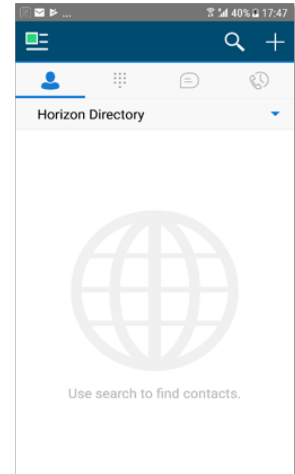 ... 40% 17:47
Horizon Directory
Use search to find contacts.